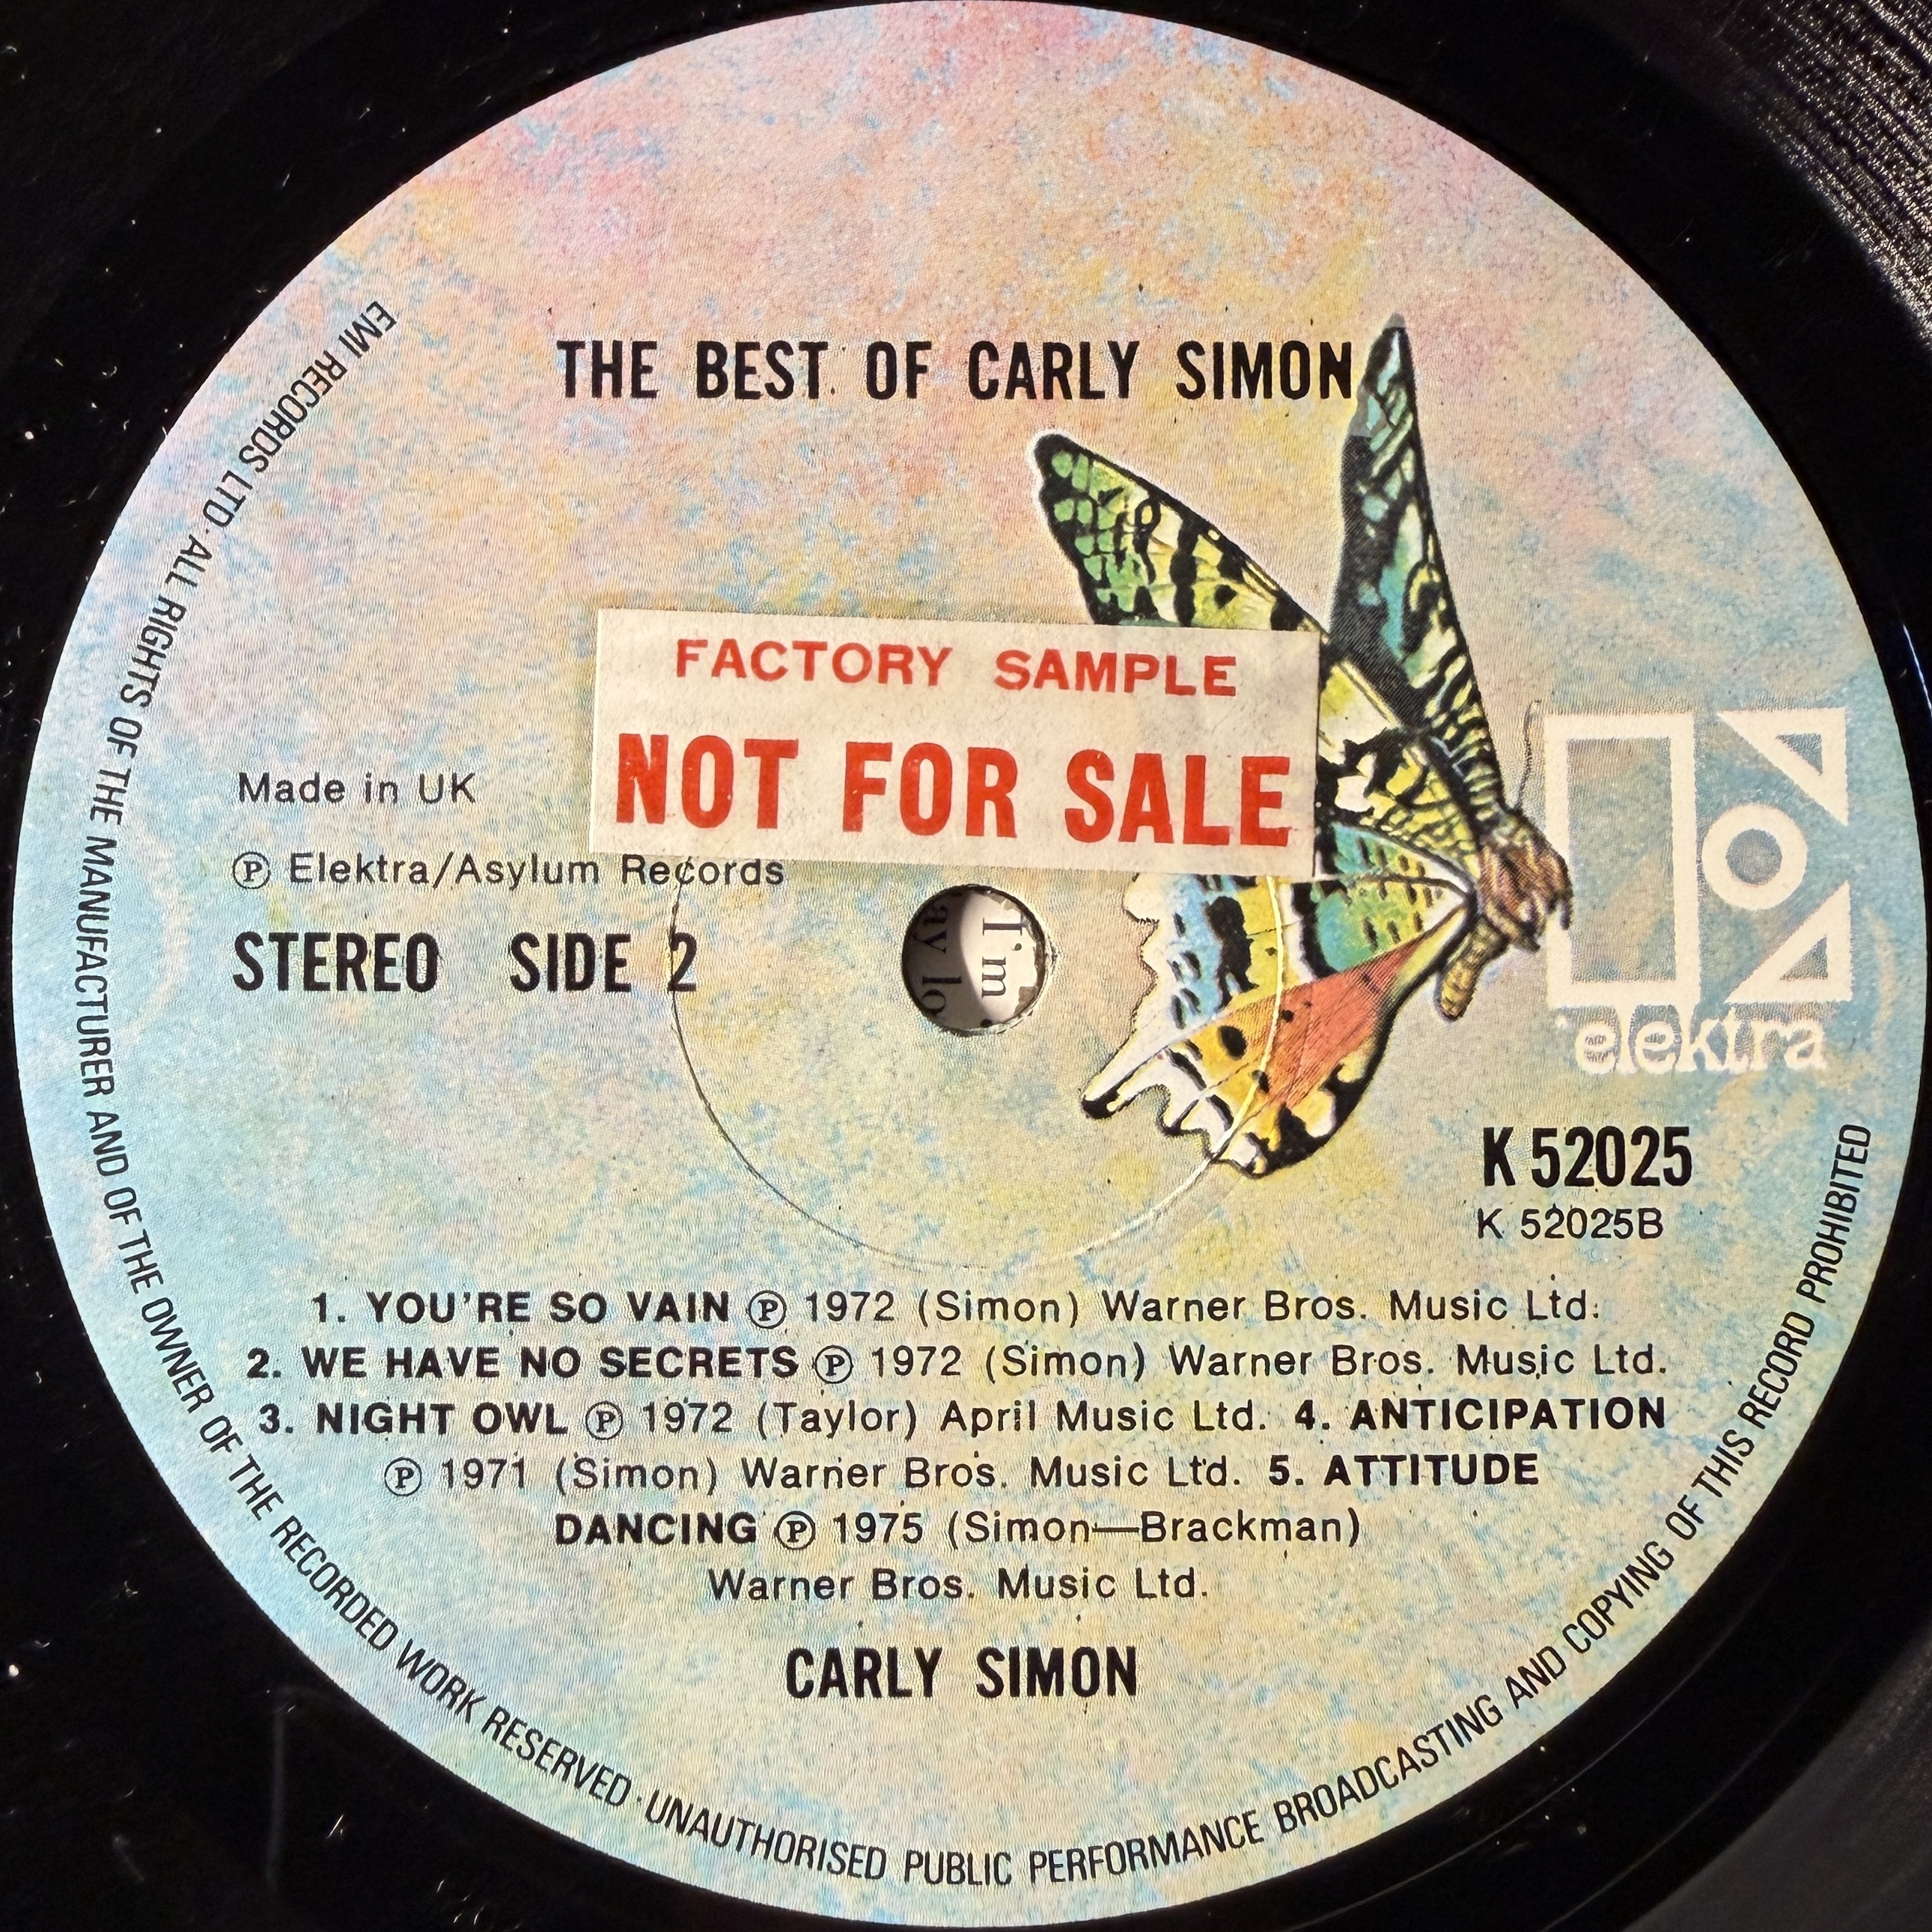 THE BEST OF CARLY SIMON
FACTORY SAMPLE
NOT FOR SALE
Made in UK
Ⓟ Elektra/Asylum Records
STEREO SIDE 2
I'm
ay lo
elektra
K 52025
K 52025B
1. YOU'RE SO VAIN Ⓟ 1972 (Simon) Warner Bros. Music Ltd.
2. WE HAVE NO SECRETS Ⓟ 1972 (Simon) Warner Bros. Music Ltd.
3. NIGHT OWL Ⓟ 1972 (Taylor) April Music Ltd. 4. ANTICIPATION
Ⓟ 1971 (Simon) Warner Bros. Music Ltd. 5. ATTITUDE
DANCING Ⓟ 1975 (Simon—Brackman)
Warner Bros. Music Ltd.
CARLY SIMON
EMI RECORDS LTD · ALL RIGHTS OF THE MANUFACTURER AND OF THE OWNER OF THE RECORDED WORK RESERVED · UNAUTHORISED PUBLIC PERFORMANCE BROADCASTING AND COPYING OF THIS RECORD PROHIBITED